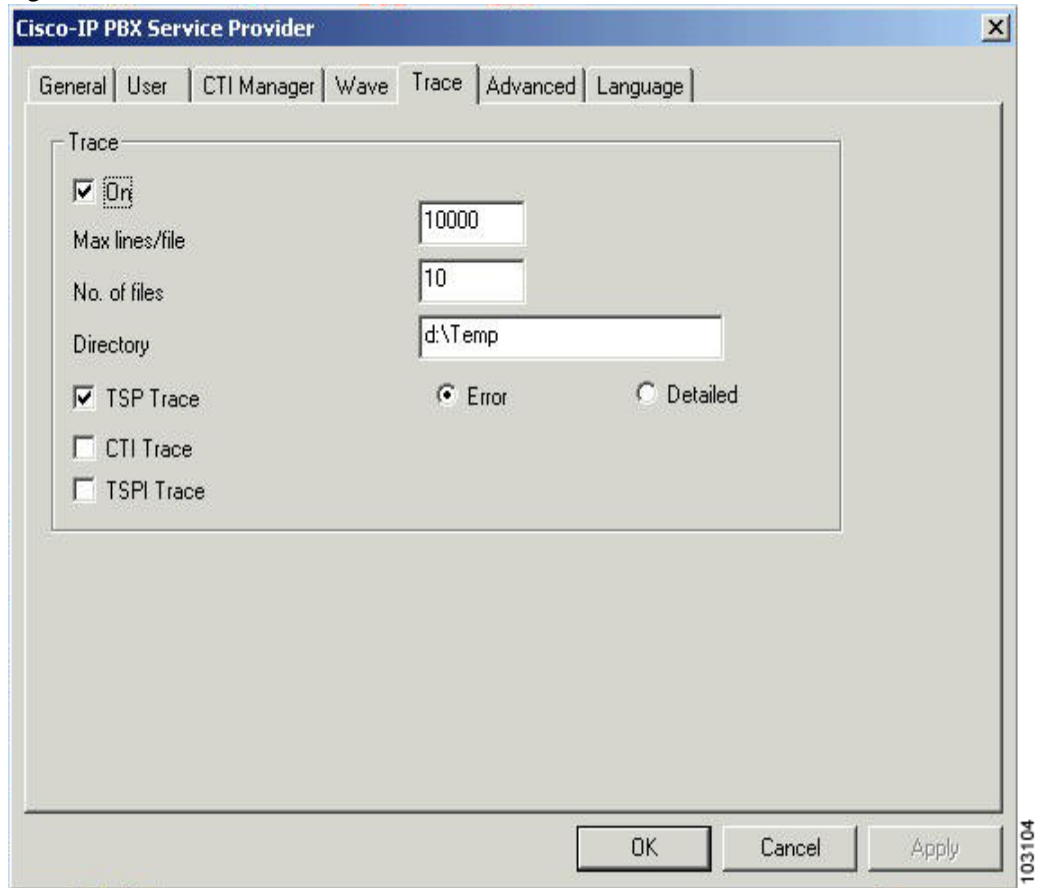 Cisco-IP PBX Service Provider
General User CTI Manager Wave Trace Advanced Language
Trace
On
Max lines/file 10000
No. of files 10
Directory d:\Temp
TSP Trace Error Detailed
CTI Trace
TSPI Trace
OK Cancel Apply
103104